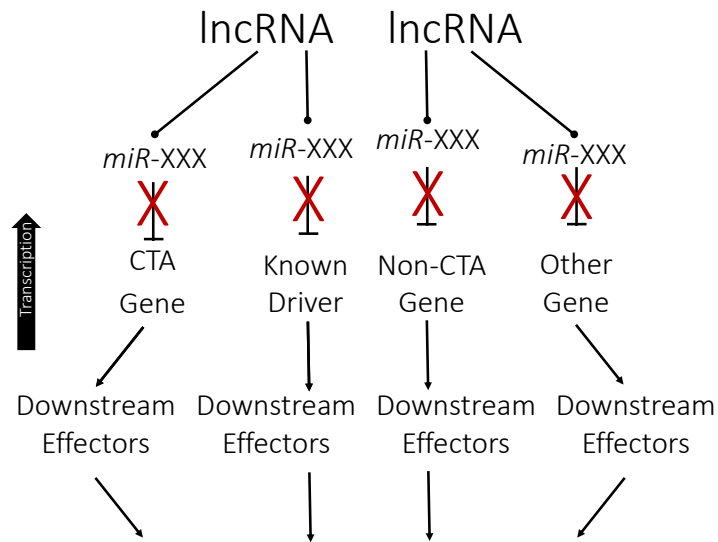 lncRNA lncRNA
miR-XXX miR-XXX miR-XXX miR-XXX
X X X X
Transcription
CTA Gene
Known Driver
Non-CTA Gene
Other Gene
Downstream Effectors
Downstream Effectors
Downstream Effectors
Downstream Effectors